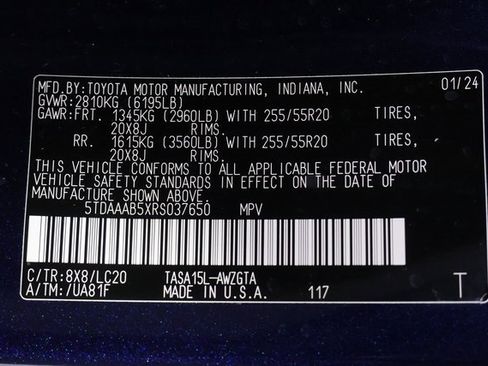 MFD.BY:TOYOTA MOTOR MANUFACTURING, INDIANA, INC. 01/24
GVWR:2810KG (6195LB)
GAWR:FRT. 1345KG (2960LB) WITH 255/55R20 TIRES,
20X8J RIMS.
RR. 1615KG (3560LB) WITH 255/55R20 TIRES,
20X8J RIMS.
THIS VEHICLE CONFORMS TO ALL APPLICABLE FEDERAL MOTOR
VEHICLE SAFETY STANDARDS IN EFFECT ON THE DATE OF
MANUFACTURE SHOWN ABOVE.
5TDAAAB5XRS037650 MPV
C/TR:8X8/LC20 TASA15L-AWZGTA
A/TM:/UA81F MADE IN U.S.A. 117 T